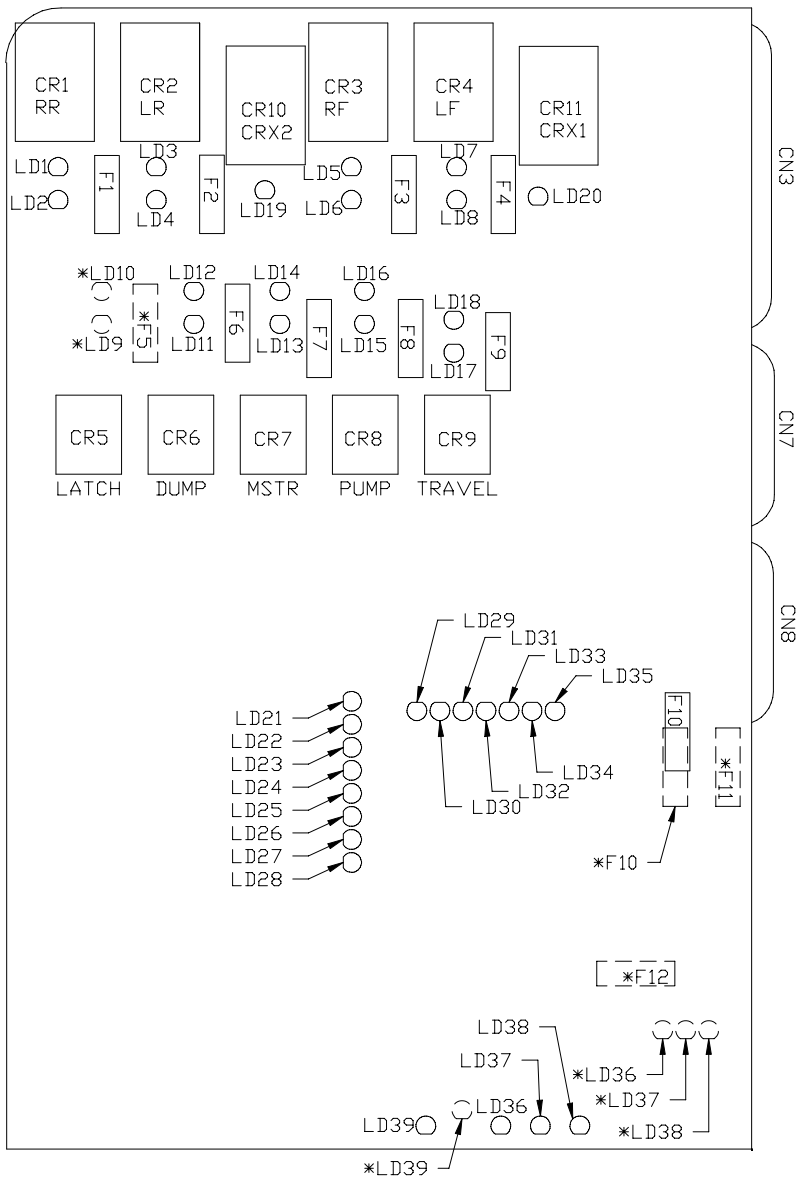 CR1
RR
CR2
LR
CR10
CRX2
CR3
RF
CR4
LF
CR11
CRX1
CN3
LD1
LD2
F1
LD3
LD4
F2
LD19
LD5
LD6
F3
LD7
LD8
F4
LD20
*LD10
*LD9
*F5
LD12
LD11
F6
LD14
LD13
F7
LD16
LD15
F8
LD18
LD17
F9
CN7
CR5
LATCH
CR6
DUMP
CR7
MSTR
CR8
PUMP
CR9
TRAVEL
CN8
LD29
LD31
LD33
LD35
LD21
LD22
LD23
LD24
LD25
LD26
LD27
LD28
LD34
LD32
LD30
F10
*F11
*F10
*F12
LD38
LD37
*LD36
*LD37
*LD38
LD39
LD36
*LD39